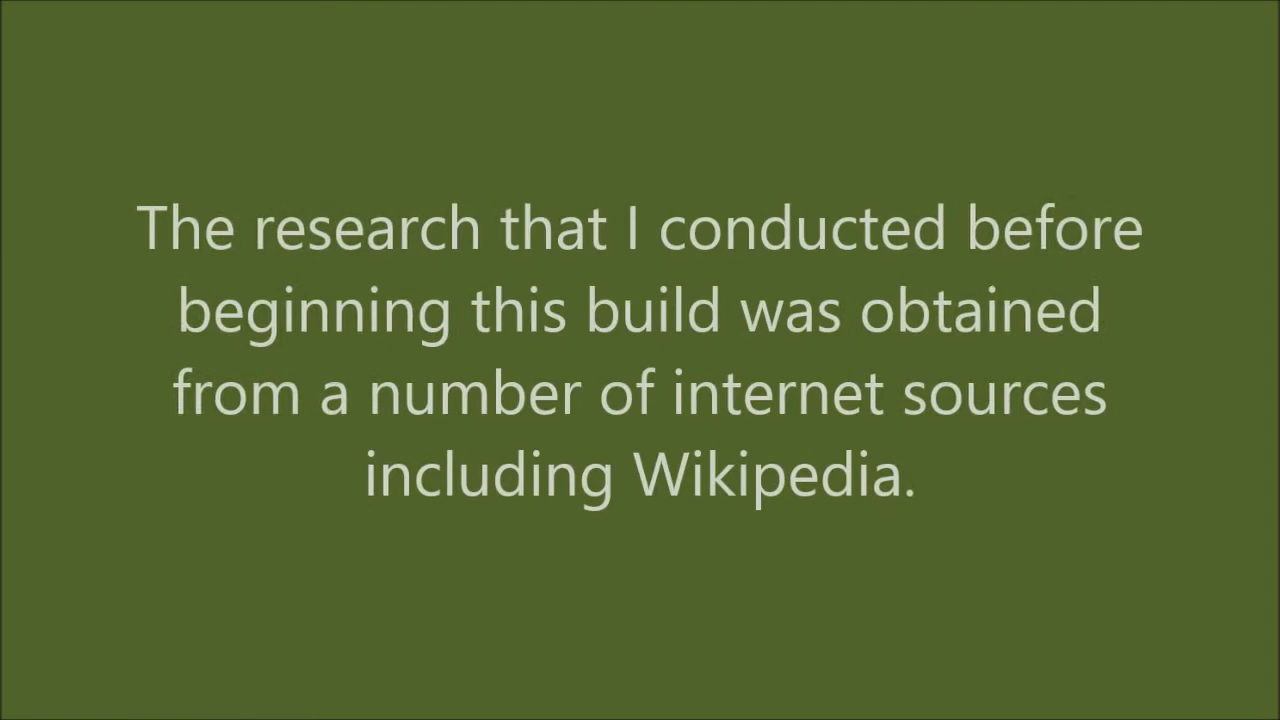 The research that I conducted before
beginning this build was obtained
from a number of internet sources
including Wikipedia.